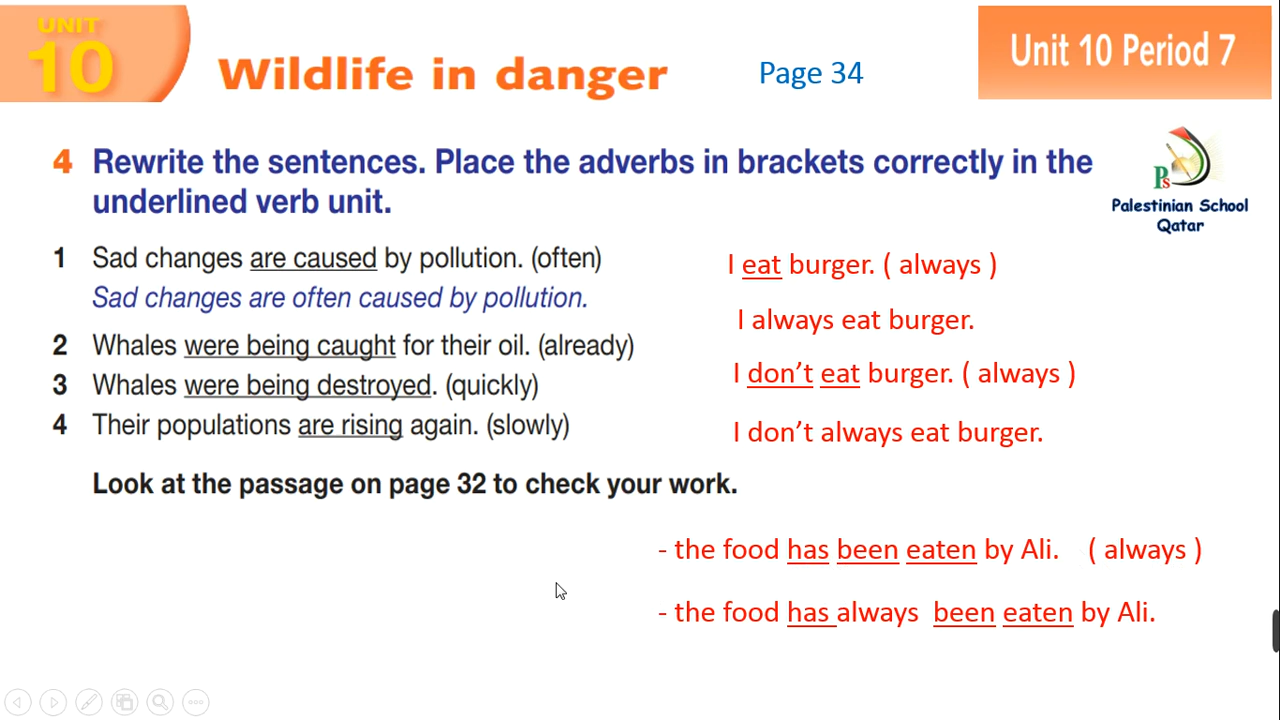 UNIT
10
Wildlife in danger
Page 34
Unit 10 Period 7
Ps
Palestinian School
Qatar
4 Rewrite the sentences. Place the adverbs in brackets correctly in the
underlined verb unit.
1 Sad changes are caused by pollution. (often)
Sad changes are often caused by pollution.
2 Whales were being caught for their oil. (already)
3 Whales were being destroyed. (quickly)
4 Their populations are rising again. (slowly)
Look at the passage on page 32 to check your work.
I eat burger. ( always )
I always eat burger.
I don't eat burger. ( always )
I don't always eat burger.
- the food has been eaten by Ali. ( always )
- the food has always been eaten by Ali.